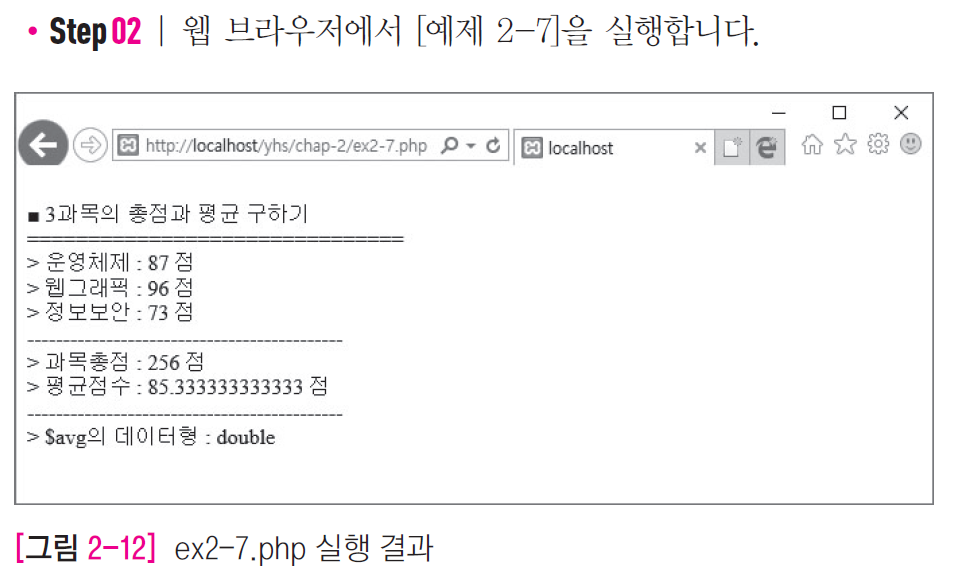 • Step 02 | 웹 브라우저에서 [예제 2-7]을 실행합니다.
http://localhost/yhs/chap-2/ex2-7.php
localhost
■ 3과목의 총점과 평균 구하기
===============================
> 운영체제 : 87 점
> 웹그래픽 : 96 점
> 정보보안 : 73 점
---------------------------------------------
> 과목총점 : 256 점
> 평균점수 : 85.333333333333 점
---------------------------------------------
> $avg의 데이터형 : double
[그림 2-12] ex2-7.php 실행 결과